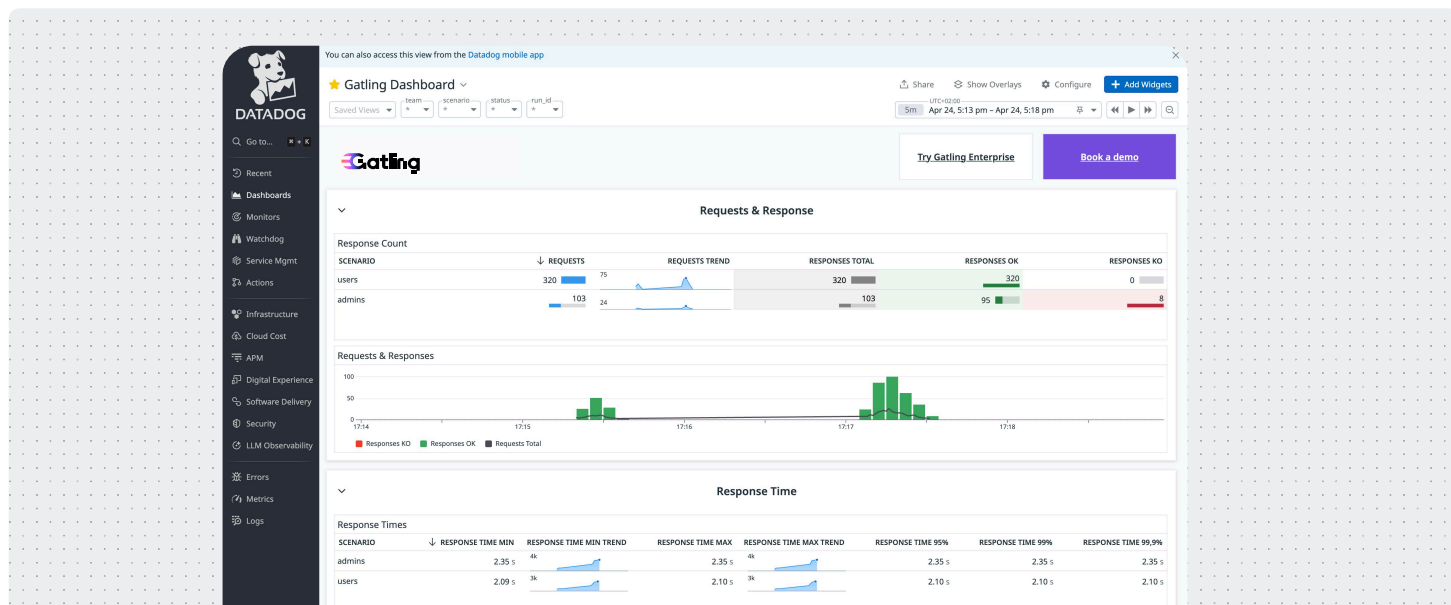 You can also access this view from the Datadog mobile app
DATADOG
Go to... ⌘ + K
Recent
Dashboards
Monitors
Watchdog
Service Mgmt
Actions
Infrastructure
Cloud Cost
APM
Digital Experience
Software Delivery
Security
LLM Observability
Errors
Metrics
Logs
Gatling Dashboard
Share Show Overlays Configure + Add Widgets
Saved Views team * scenario * status * run_id *
UTC+02:00
5m Apr 24, 5:13 pm – Apr 24, 5:18 pm
Gatling
Try Gatling Enterprise Book a demo
Requests & Response
Response Count
SCENARIO ↓ REQUESTS REQUESTS TREND RESPONSES TOTAL RESPONSES OK RESPONSES KO
users 320 75 320 320 0
admins 103 24 103 95 8
Requests & Responses
100
50
0
17:14 17:15 17:16 17:17 17:18
Responses KO Responses OK Requests Total
Response Time
Response Times
SCENARIO ↓ RESPONSE TIME MIN RESPONSE TIME MIN TREND RESPONSE TIME MAX RESPONSE TIME MAX TREND RESPONSE TIME 95% RESPONSE TIME 99% RESPONSE TIME 99,9%
admins 2.35 s 4k 2.35 s 4k 2.35 s 2.35 s 2.35 s
users 2.09 s 3k 2.10 s 3k 2.10 s 2.10 s 2.10 s